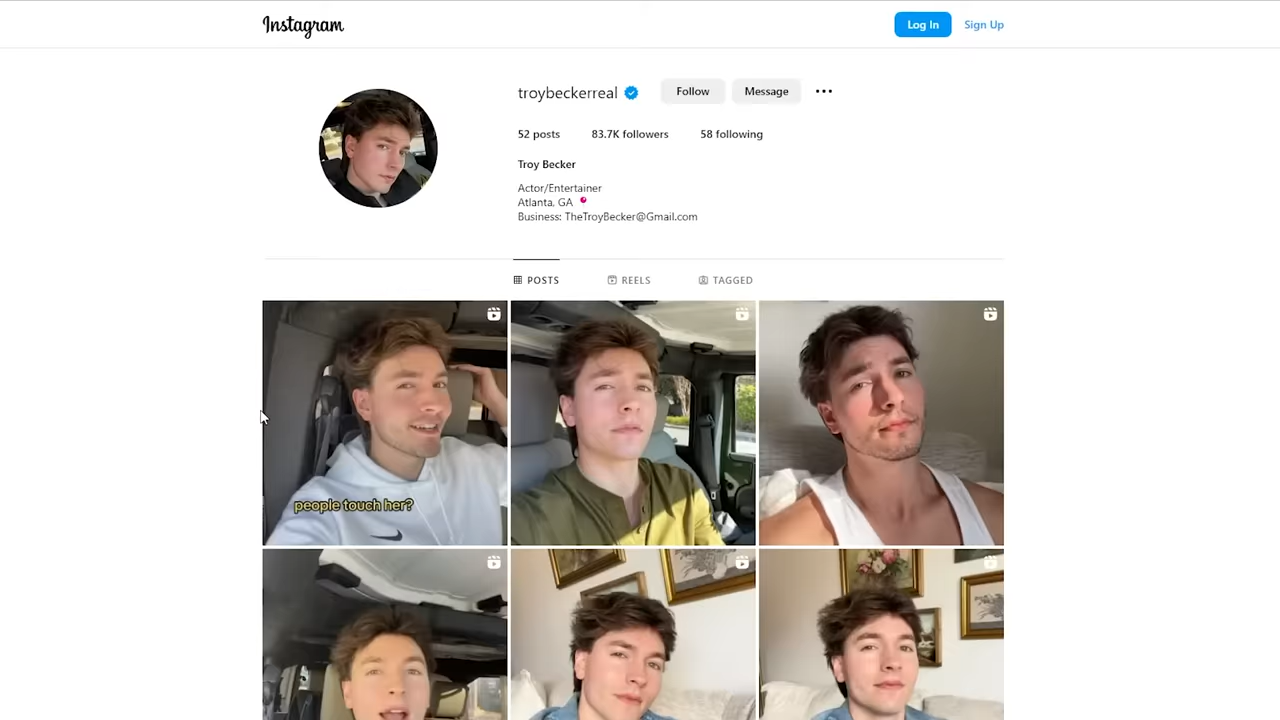 Instagram
Log In
Sign Up
troybeckerreal
Follow
Message
52 posts
83.7K followers
58 following
Troy Becker
Actor/Entertainer
Atlanta, GA
Business: TheTroyBecker@Gmail.com
POSTS
REELS
TAGGED
people touch her?